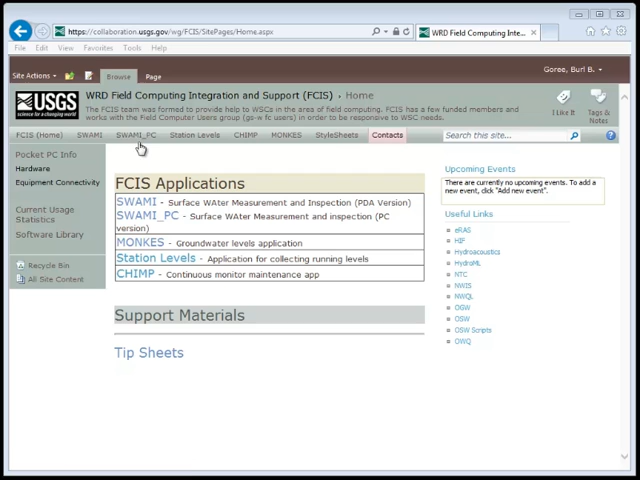 https://collaboration.usgs.gov/wg/FCIS/SitePages/Home.aspx
WRD Field Computing Inte...
File Edit View Favorites Tools Help
Goree, Burl B.
Site Actions Browse Page
USGS
science for a changing world
WRD Field Computing Integration and Support (FCIS) Home
The FCIS team was formed to provide help to WSCs in the area of field computing. FCIS has a few funded members and
works with the Field Computer Users group (gs-w fc users) to support WSC needs.
I Like It
Tags &
Notes
FCIS (Home) SWAMI SWAMI_PC Station Levels CHIMP MONKES StyleSheets Contacts
Search this site...
Pocket PC Info
Hardware
Equipment Connectivity
Current Usage
Statistics
Software Library
Recycle Bin
All Site Content
FCIS Applications
SWAMI - Surface WAter Measurement and Inspection (PDA Version)
SWAMI_PC - Surface WAter Measurement and inspection (PC
version)
MONKES - Groundwater levels application
Station Levels - Application for collecting running levels
CHIMP - Continuous monitor maintenance app
Support Materials
Tip Sheets
Upcoming Events
There are currently no upcoming events. To add a
new event, click "Add new event".
Useful Links
eRAS
HIF
Hydroacoustics
HydroML
NTC
NWIS
NWQL
OGW
OSW
OSW Scripts
OWQ